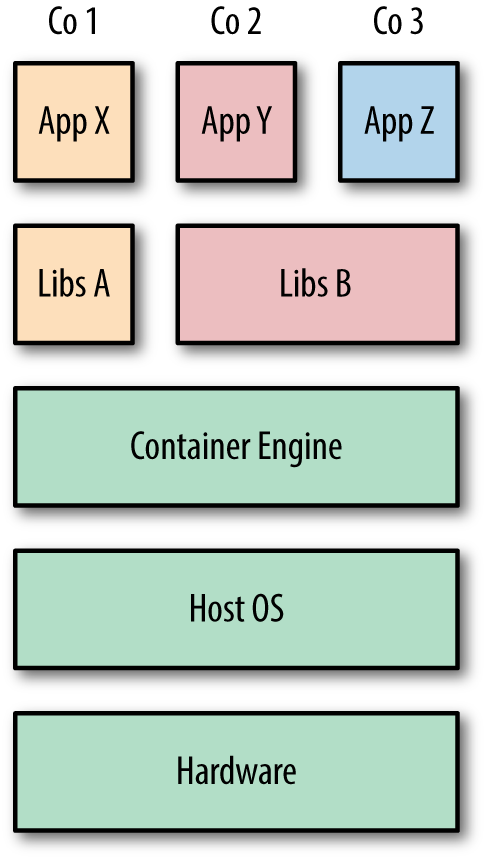 Co 1 Co 2 Co 3
App X App Y App Z
Libs A Libs B
Container Engine
Host OS
Hardware